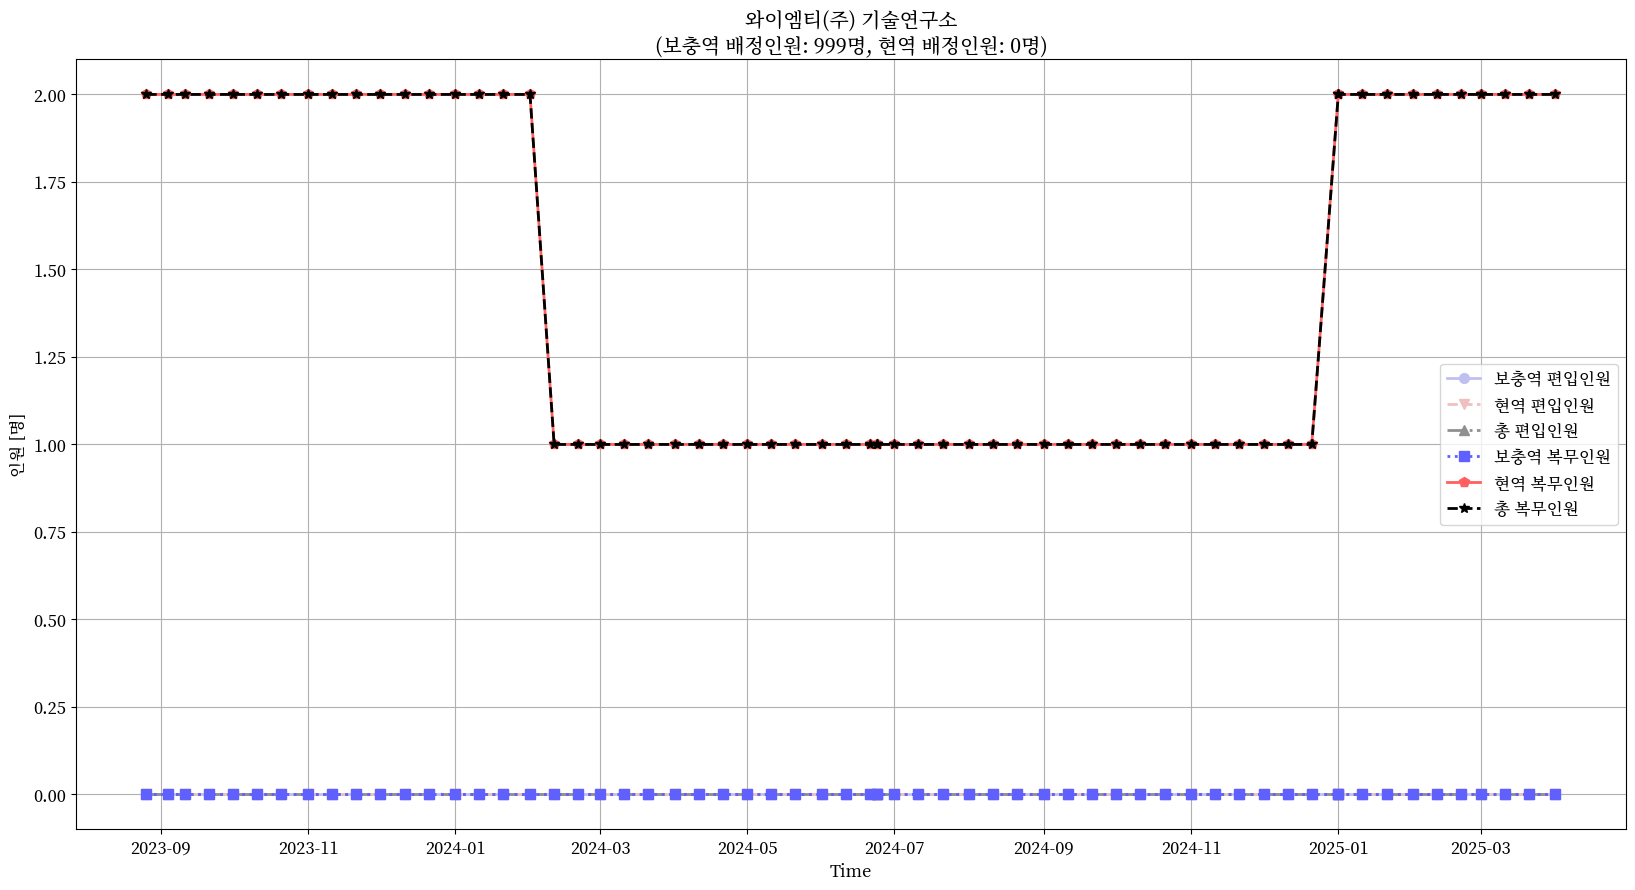 와이엠티(주) 기술연구소
(보충역 배정인원: 999명, 현역 배정인원: 0명)
2.00
1.75
1.50
1.25
1.00
0.75
0.50
0.25
0.00
인원 [명]
보충역 편입인원
현역 편입인원
총 편입인원
보충역 복무인원
현역 복무인원
총 복무인원
2023-09
2023-11
2024-01
2024-03
2024-05
2024-07
2024-09
2024-11
2025-01
2025-03
Time